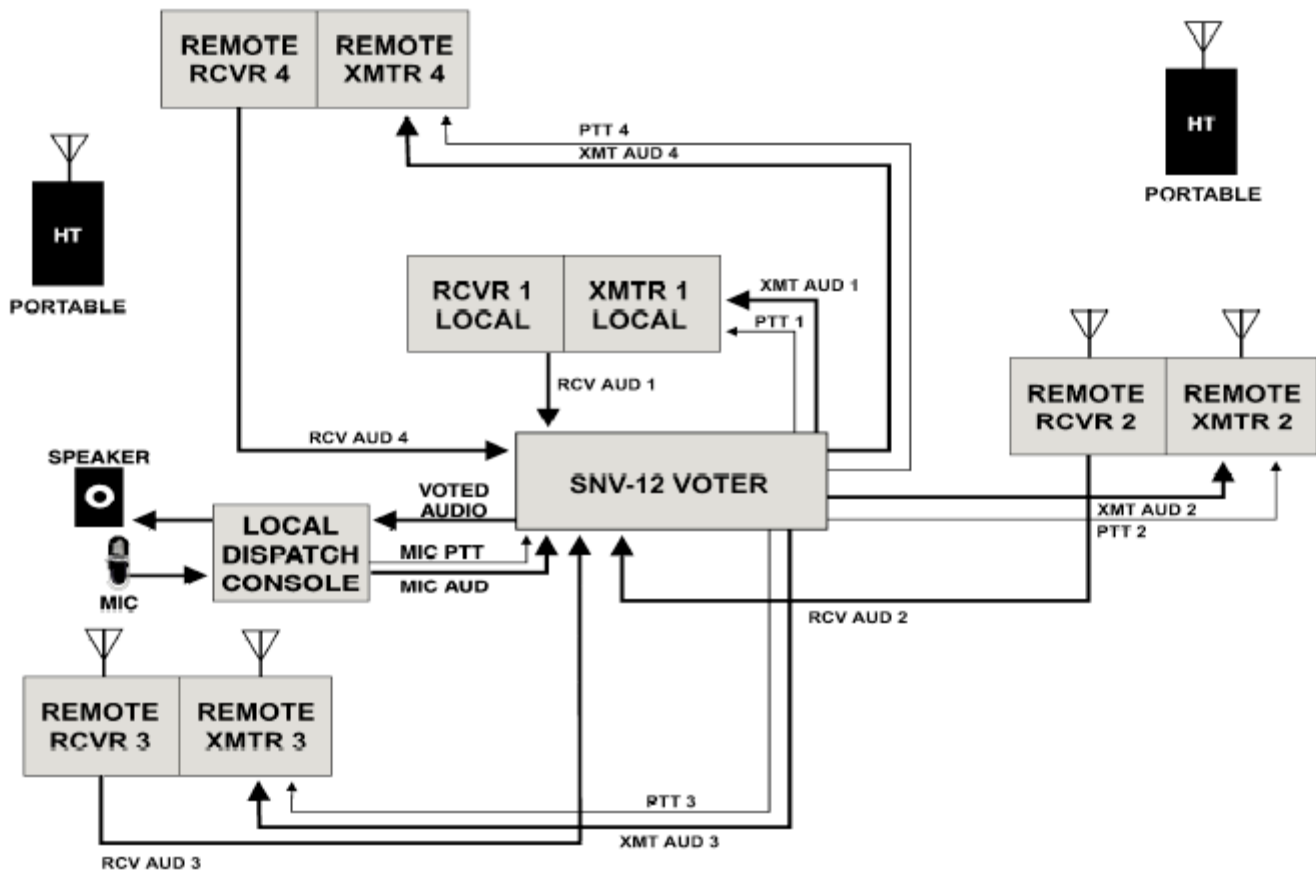 REMOTE
RCVR 4
REMOTE
XMTR 4
HT
PORTABLE
PTT 4
XMT AUD 4
HT
PORTABLE
RCVR 1
LOCAL
XMTR 1
LOCAL
XMT AUD 1
PTT 1
RCV AUD 1
REMOTE
RCVR 2
REMOTE
XMTR 2
RCV AUD 4
SPEAKER
VOTED
AUDIO
SNV-12 VOTER
XMT AUD 2
PTT 2
LOCAL
DISPATCH
CONSOLE
MIC PTT
MIC AUD
MIC
RCV AUD 2
REMOTE
RCVR 3
REMOTE
XMTR 3
PTT 3
XMT AUD 3
RCV AUD 3